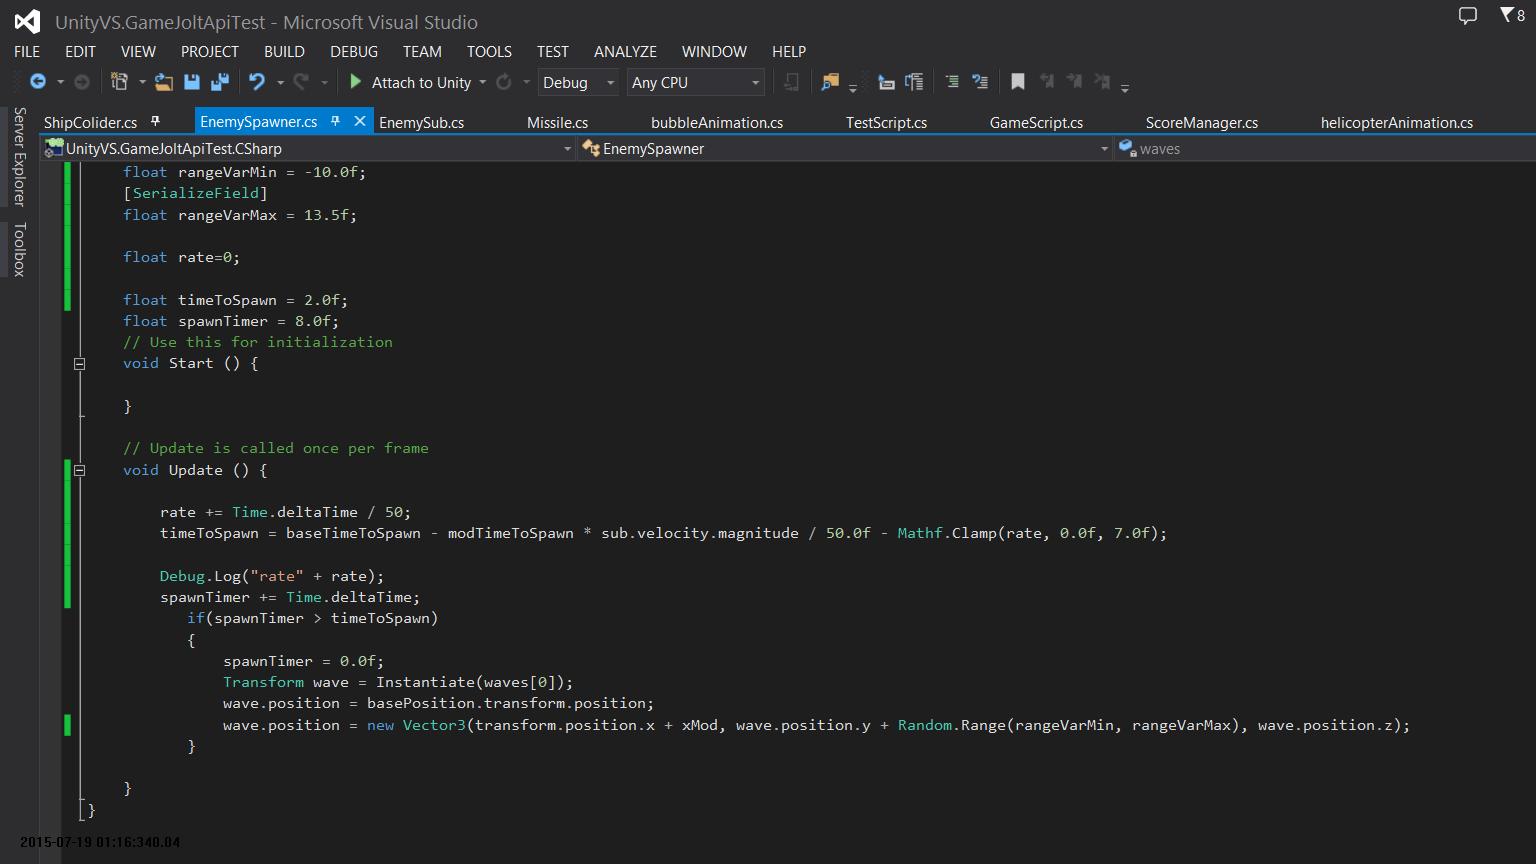 UnityVS.GameJoltApiTest - Microsoft Visual Studio
8
FILE EDIT VIEW PROJECT BUILD DEBUG TEAM TOOLS TEST ANALYZE WINDOW HELP
Attach to Unity Debug Any CPU
Server Explorer
Toolbox
ShipColider.cs EnemySpawner.cs EnemySub.cs Missile.cs bubbleAnimation.cs TestScript.cs GameScript.cs ScoreManager.cs helicopterAnimation.cs
UnityVS.GameJoltApiTest.CSharp EnemySpawner waves
float rangeVarMin = -10.0f;
[SerializeField]
float rangeVarMax = 13.5f;
float rate=0;
float timeToSpawn = 2.0f;
float spawnTimer = 8.0f;
// Use this for initialization
void Start () {
}
// Update is called once per frame
void Update () {
rate += Time.deltaTime / 50;
timeToSpawn = baseTimeToSpawn - modTimeToSpawn * sub.velocity.magnitude / 50.0f - Mathf.Clamp(rate, 0.0f, 7.0f);
Debug.Log("rate" + rate);
spawnTimer += Time.deltaTime;
if(spawnTimer > timeToSpawn)
{
spawnTimer = 0.0f;
Transform wave = Instantiate(waves[0]);
wave.position = basePosition.transform.position;
wave.position = new Vector3(transform.position.x + xMod, wave.position.y + Random.Range(rangeVarMin, rangeVarMax), wave.position.z);
}
}
}
2015-07-19 01:16:340.04